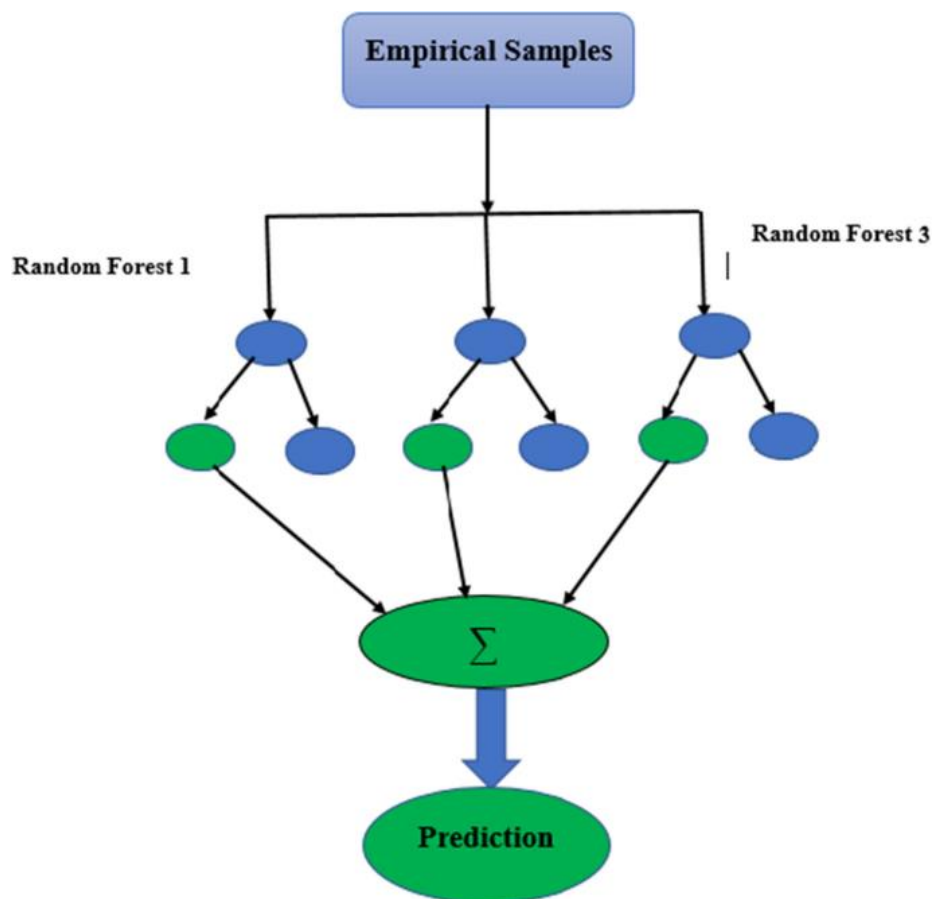 Empirical Samples
Random Forest 3
Random Forest 1
∑
Prediction